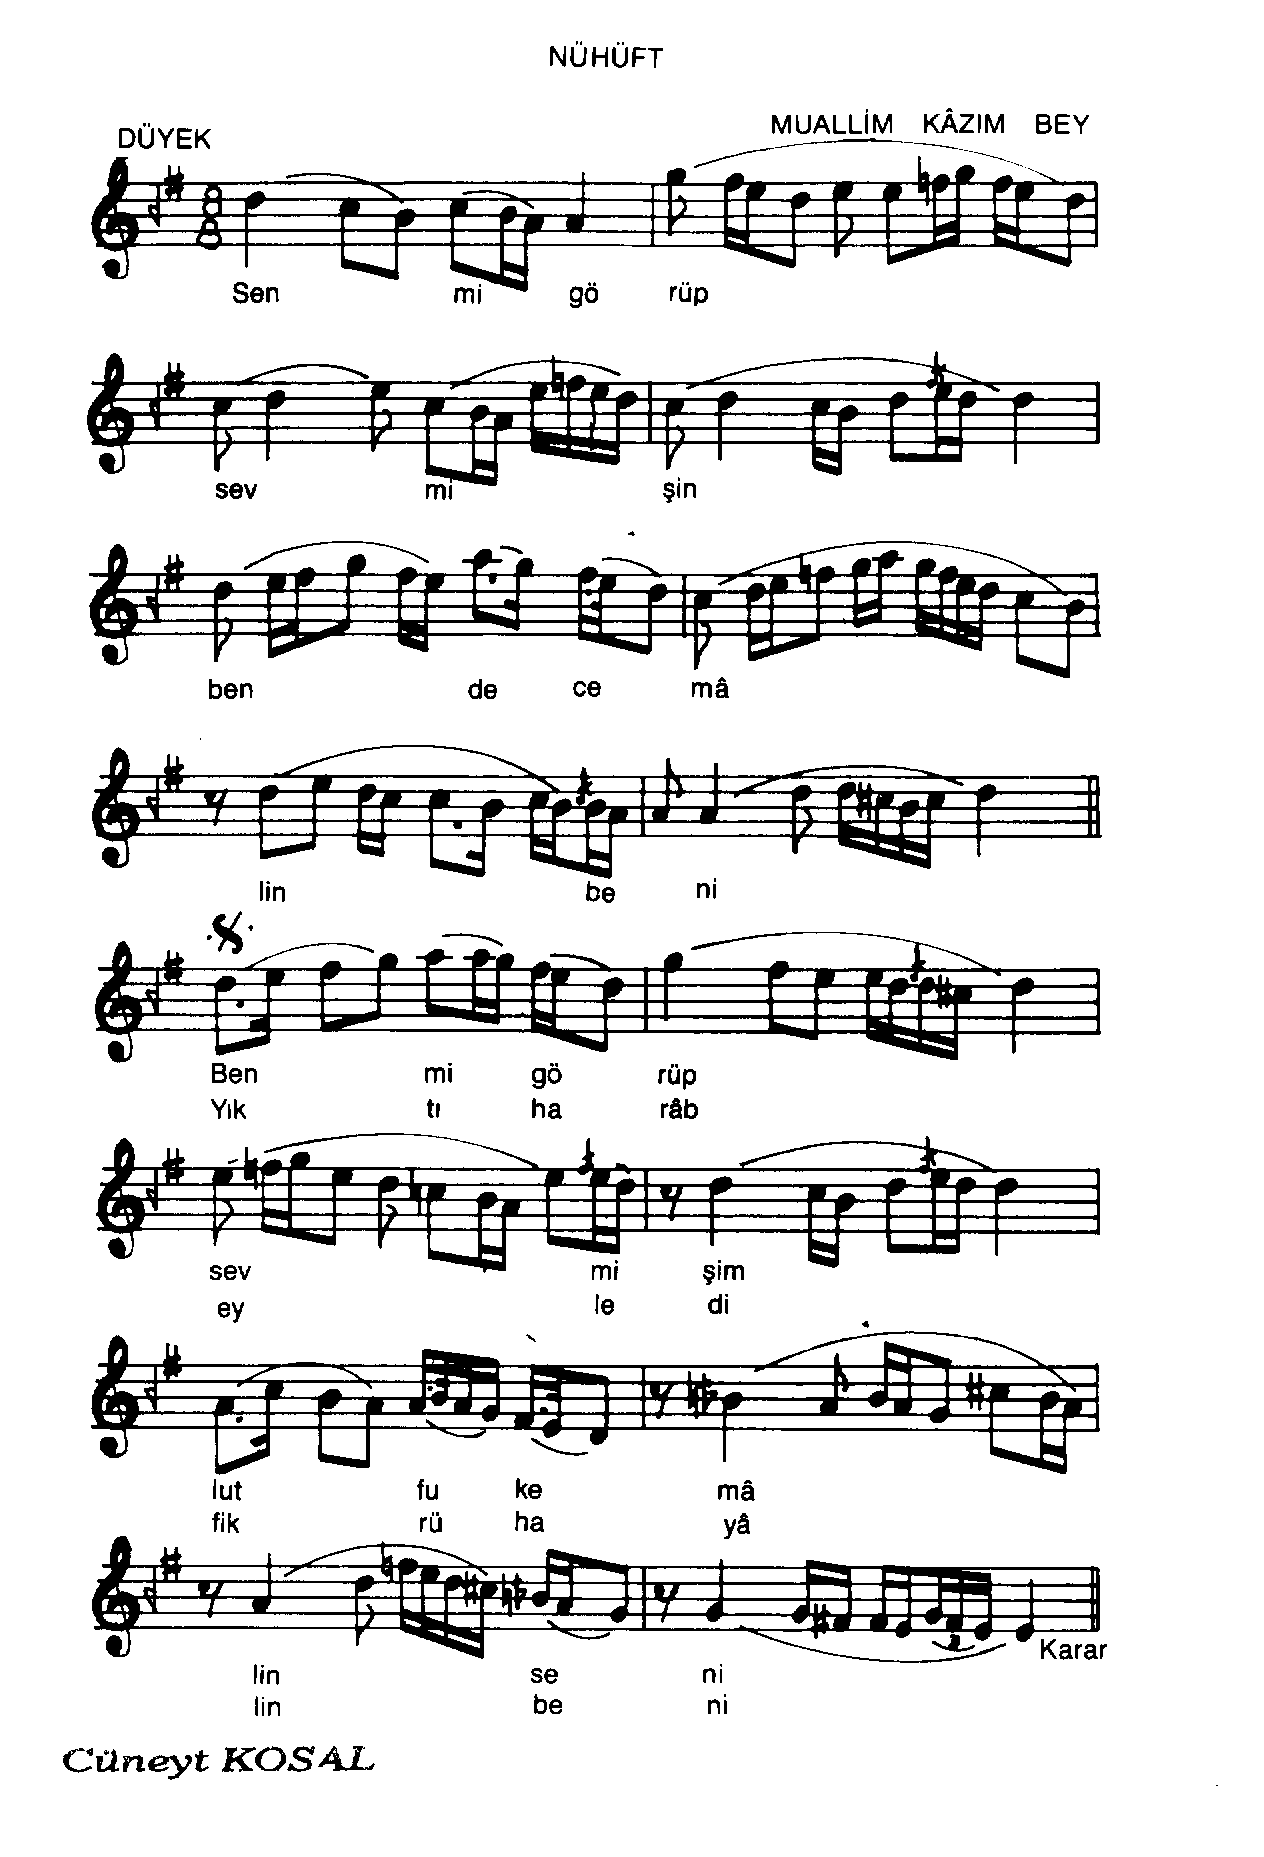 NÜHÜFT
DÜYEK
MUALLİM KÂZIM BEY
8
8
Sen mi gö rüp
sev mi şin
ben de ce mâ
lin be ni
Ben mi gö rüp
Yık tı ha râb
sev mi şim
ey le di
lut fu ke mâ
fik rü ha yâ
Karar
lin se ni
lin be ni
Cüneyt KOSAL